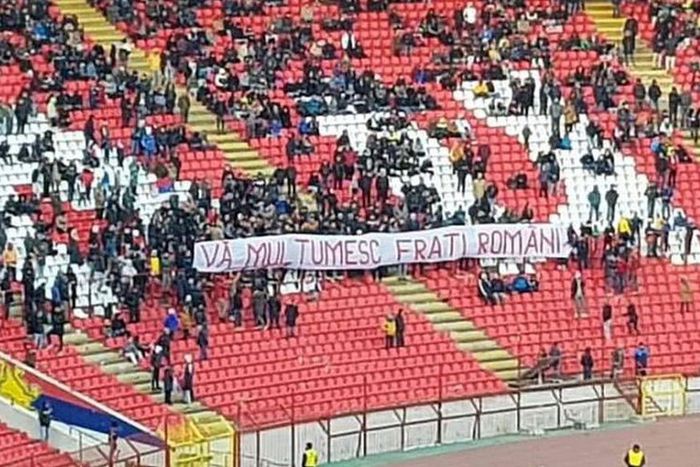 VĂ MULȚUMESC FRAȚI ROMÂNI